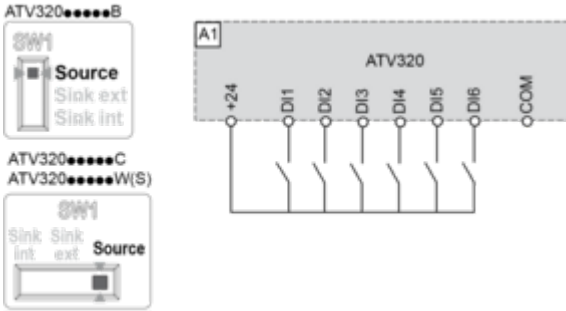 ATV320●●●●●B
SW1
Source
Sink ext
Sink int
ATV320●●●●●C
ATV320●●●●●W(S)
SW1
Sink int
Sink ext
Source
A1
ATV320
+24
DI1
DI2
DI3
DI4
DI5
DI6
COM